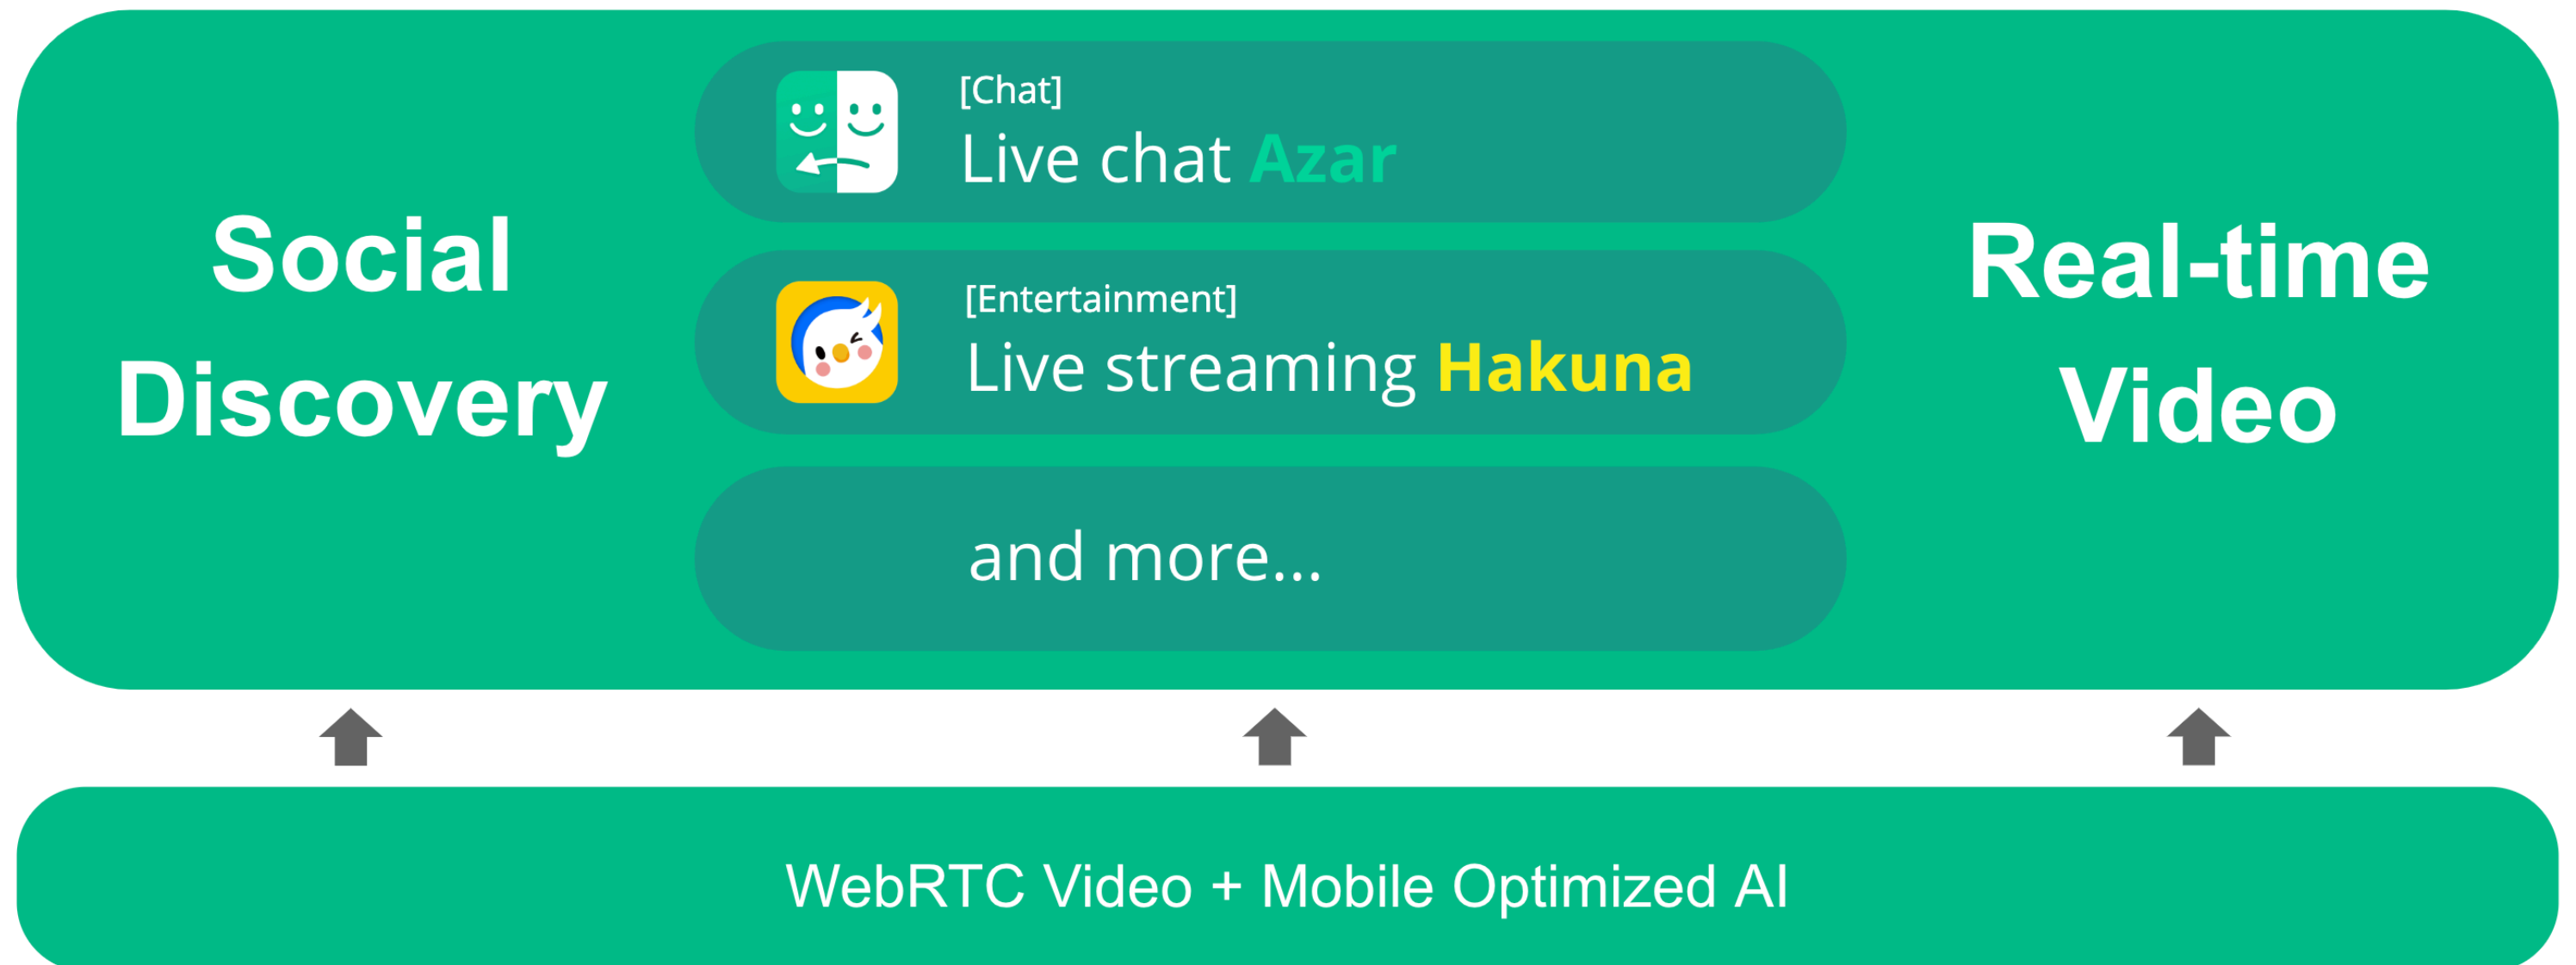 Social
Discovery
[Chat]
Live chat Azar
[Entertainment]
Live streaming Hakuna
and more...
Real-time
Video
WebRTC Video + Mobile Optimized AI